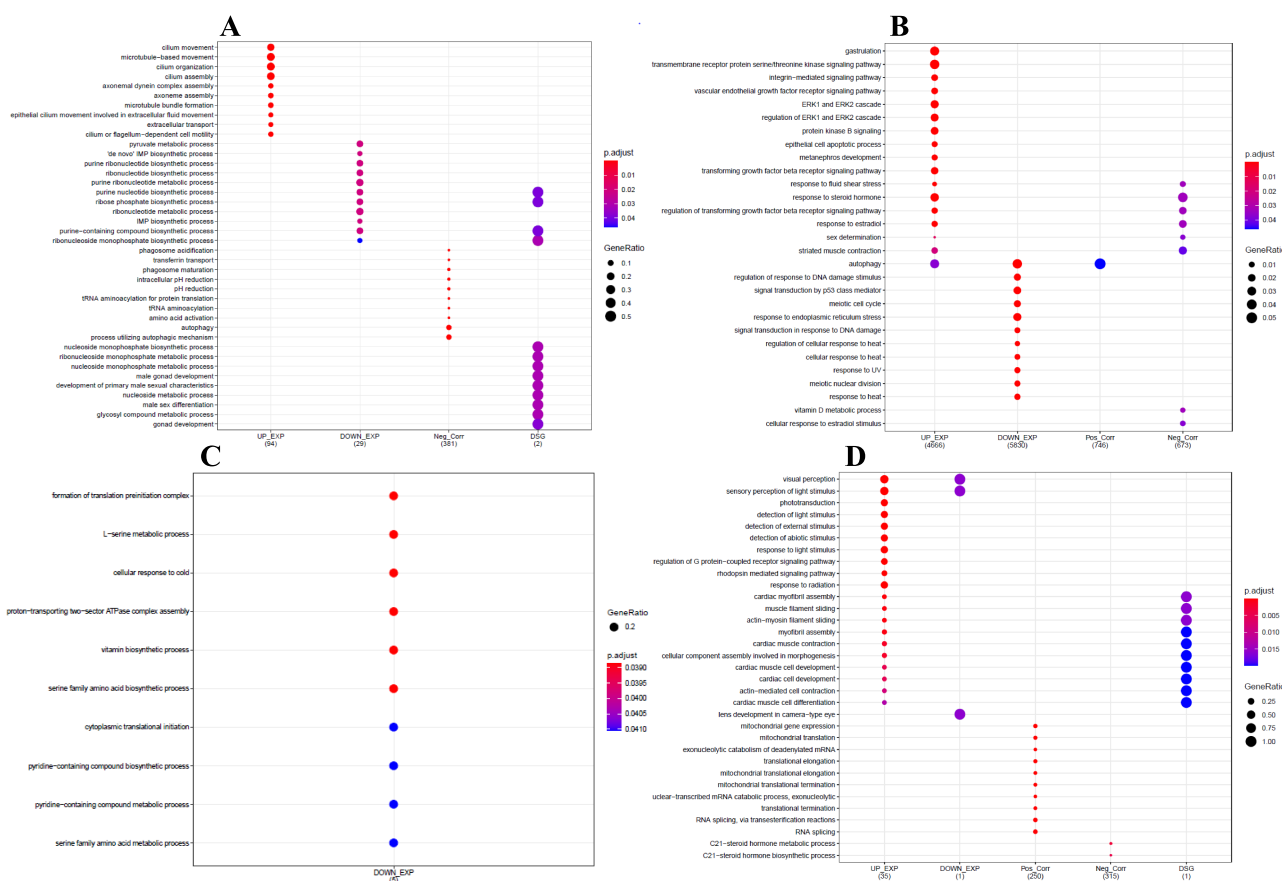 A
cilium movement
microtubule−based movement
cilium organization
cilium assembly
axonemal dynein complex assembly
axoneme assembly
microtubule bundle formation
epithelial cilium movement involved in extracellular fluid movement
extracellular transport
cilium or flagellum−dependent cell motility
pyruvate metabolic process
'de novo' IMP biosynthetic process
purine ribonucleotide biosynthetic process
ribonucleotide biosynthetic process
purine ribonucleotide metabolic process
purine nucleotide biosynthetic process
ribose phosphate biosynthetic process
ribonucleotide metabolic process
IMP biosynthetic process
purine−containing compound biosynthetic process
ribonucleoside monophosphate biosynthetic process
phagosome acidification
transferrin transport
phagosome maturation
intracellular pH reduction
pH reduction
tRNA aminoacylation for protein translation
tRNA aminoacylation
amino acid activation
autophagy
process utilizing autophagic mechanism
nucleoside monophosphate biosynthetic process
ribonucleoside monophosphate metabolic process
nucleoside monophosphate metabolic process
male gonad development
development of primary male sexual characteristics
nucleoside metabolic process
male sex differentiation
glycosyl compound metabolic process
gonad development
UP_EXP DOWN_EXP Neg_Corr DSG
(94) (29) (381) (2)
p.adjust
0.01
0.02
0.03
0.04
GeneRatio
0.1
0.2
0.3
0.4
0.5
B
gastrulation
transmembrane receptor protein serine/threonine kinase signaling pathway
integrin−mediated signaling pathway
vascular endothelial growth factor receptor signaling pathway
ERK1 and ERK2 cascade
regulation of ERK1 and ERK2 cascade
protein kinase B signaling
epithelial cell apoptotic process
metanephros development
transforming growth factor beta receptor signaling pathway
response to fluid shear stress
response to steroid hormone
regulation of transforming growth factor beta receptor signaling pathway
response to estradiol
sex determination
striated muscle contraction
autophagy
regulation of response to DNA damage stimulus
signal transduction by p53 class mediator
meiotic cell cycle
response to endoplasmic reticulum stress
signal transduction in response to DNA damage
regulation of cellular response to heat
cellular response to heat
response to UV
meiotic nuclear division
response to heat
vitamin D metabolic process
cellular response to estradiol stimulus
UP_EXP DOWN_EXP Pos_Corr Neg_Corr
(4666) (5830) (746) (673)
p.adjust
0.01
0.02
0.03
0.04
GeneRatio
0.01
0.02
0.03
0.04
0.05
C
formation of translation preinitiation complex
L−serine metabolic process
cellular response to cold
proton−transporting two−sector ATPase complex assembly
vitamin biosynthetic process
serine family amino acid biosynthetic process
cytoplasmic translational initiation
pyridine−containing compound biosynthetic process
pyridine−containing compound metabolic process
serine family amino acid metabolic process
DOWN_EXP
(5)
GeneRatio
0.2
p.adjust
0.0390
0.0395
0.0400
0.0405
0.0410
D
visual perception
sensory perception of light stimulus
phototransduction
detection of light stimulus
detection of external stimulus
detection of abiotic stimulus
response to light stimulus
regulation of G protein−coupled receptor signaling pathway
rhodopsin mediated signaling pathway
response to radiation
cardiac myofibril assembly
muscle filament sliding
actin−myosin filament sliding
myofibril assembly
cardiac muscle contraction
cellular component assembly involved in morphogenesis
cardiac muscle cell development
cardiac cell development
actin−mediated cell contraction
cardiac muscle cell differentiation
lens development in camera−type eye
mitochondrial gene expression
mitochondrial translation
exonucleolytic catabolism of deadenylated mRNA
translational elongation
mitochondrial translational elongation
mitochondrial translational termination
uclear−transcribed mRNA catabolic process, exonucleolytic
translational termination
RNA splicing, via transesterification reactions
RNA splicing
C21−steroid hormone metabolic process
C21−steroid hormone biosynthetic process
UP_EXP DOWN_EXP Pos_Corr Neg_Corr DSG
(35) (1) (250) (315) (1)
p.adjust
0.005
0.010
0.015
GeneRatio
0.25
0.50
0.75
1.00